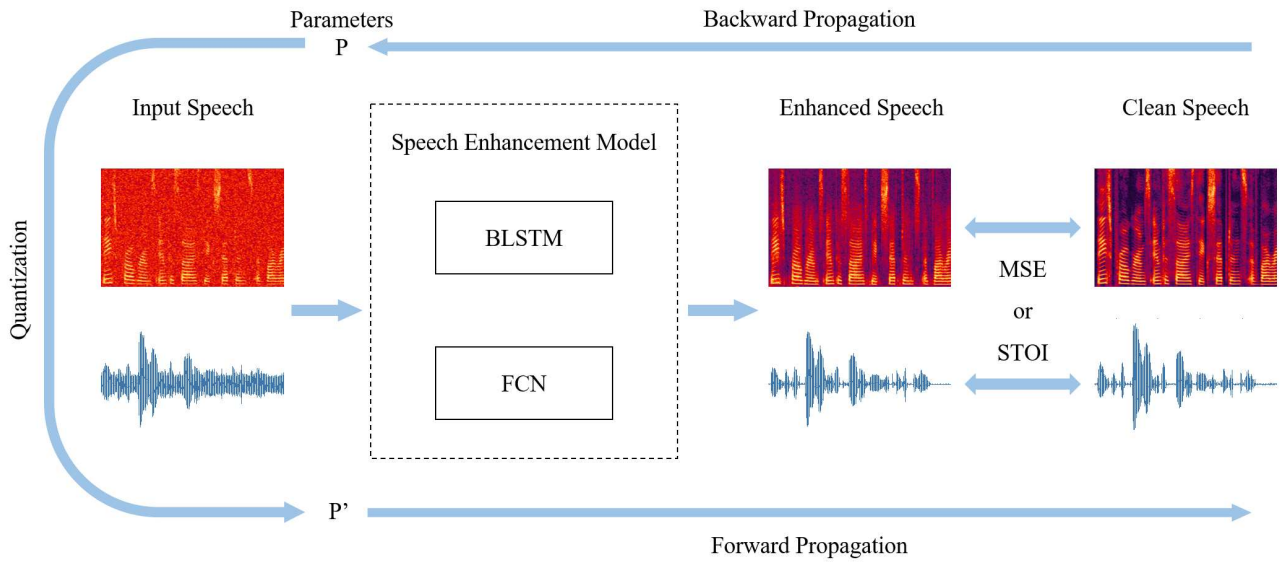 Parameters
P
Backward Propagation
Input Speech
Speech Enhancement Model
Enhanced Speech
Clean Speech
Quantization
BLSTM
FCN
MSE
or
STOI
P’
Forward Propagation